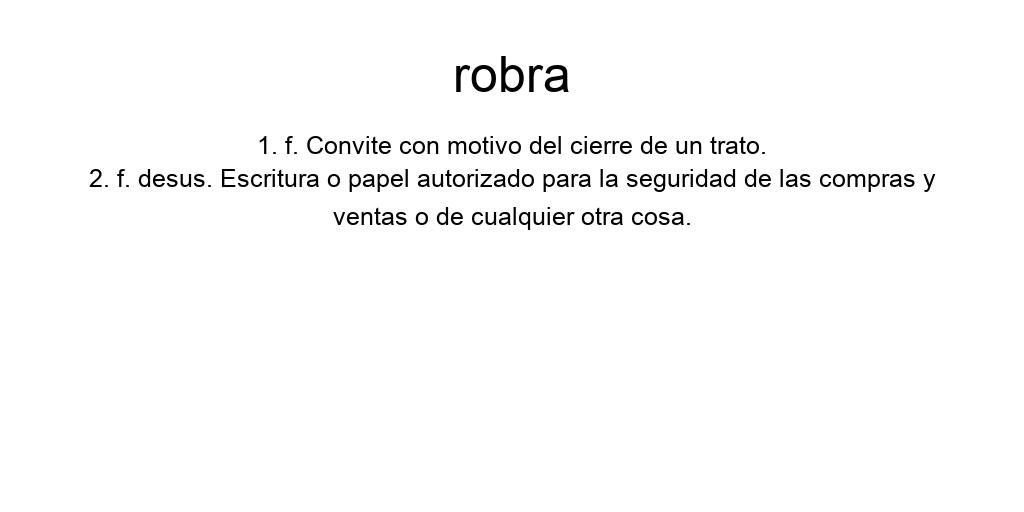 robra
1. f. Convite con motivo del cierre de un trato.
2. f. desus. Escritura o papel autorizado para la seguridad de las compras y
ventas o de cualquier otra cosa.